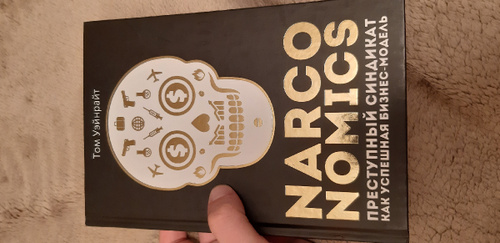 Том Уэйнрайт
NARCO
NOMICS
ПРЕСТУПНЫЙ СИНДИКАТ
КАК УСПЕШНАЯ БИЗНЕС-МОДЕЛЬ
$
$